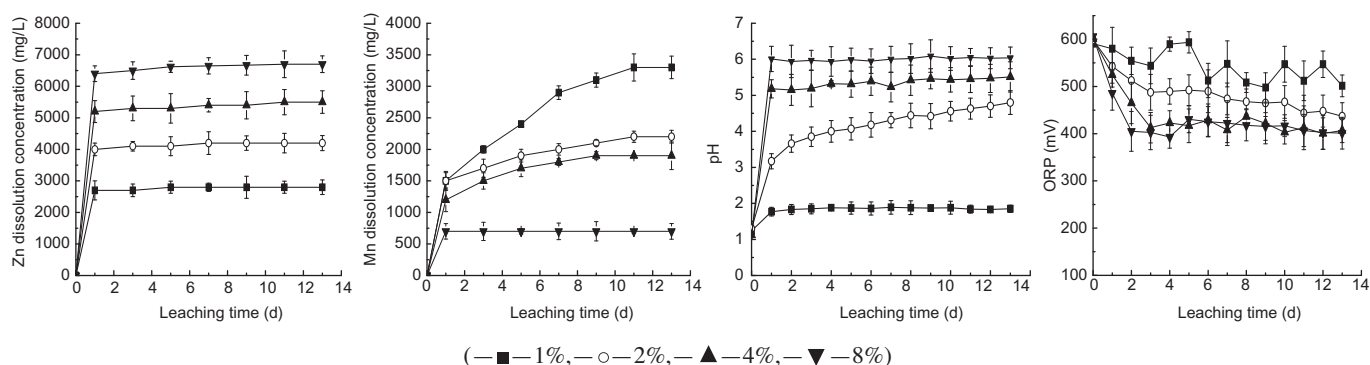 Zn dissolution concentration (mg/L)
8000
7000
6000
5000
4000
3000
2000
1000
0
0 2 4 6 8 10 12 14
Leaching time (d)
Mn dissolution concentration (mg/L)
4000
3500
3000
2500
2000
1500
1000
500
0
0 2 4 6 8 10 12 14
Leaching time (d)
pH
7
6
5
4
3
2
1
0 2 4 6 8 10 12 14
Leaching time (d)
ORP (mV)
600
500
400
300
200
100
0 2 4 6 8 10 12 14
Leaching time (d)
(—■—1%,—○—2%,—▲—4%,—▼—8%)